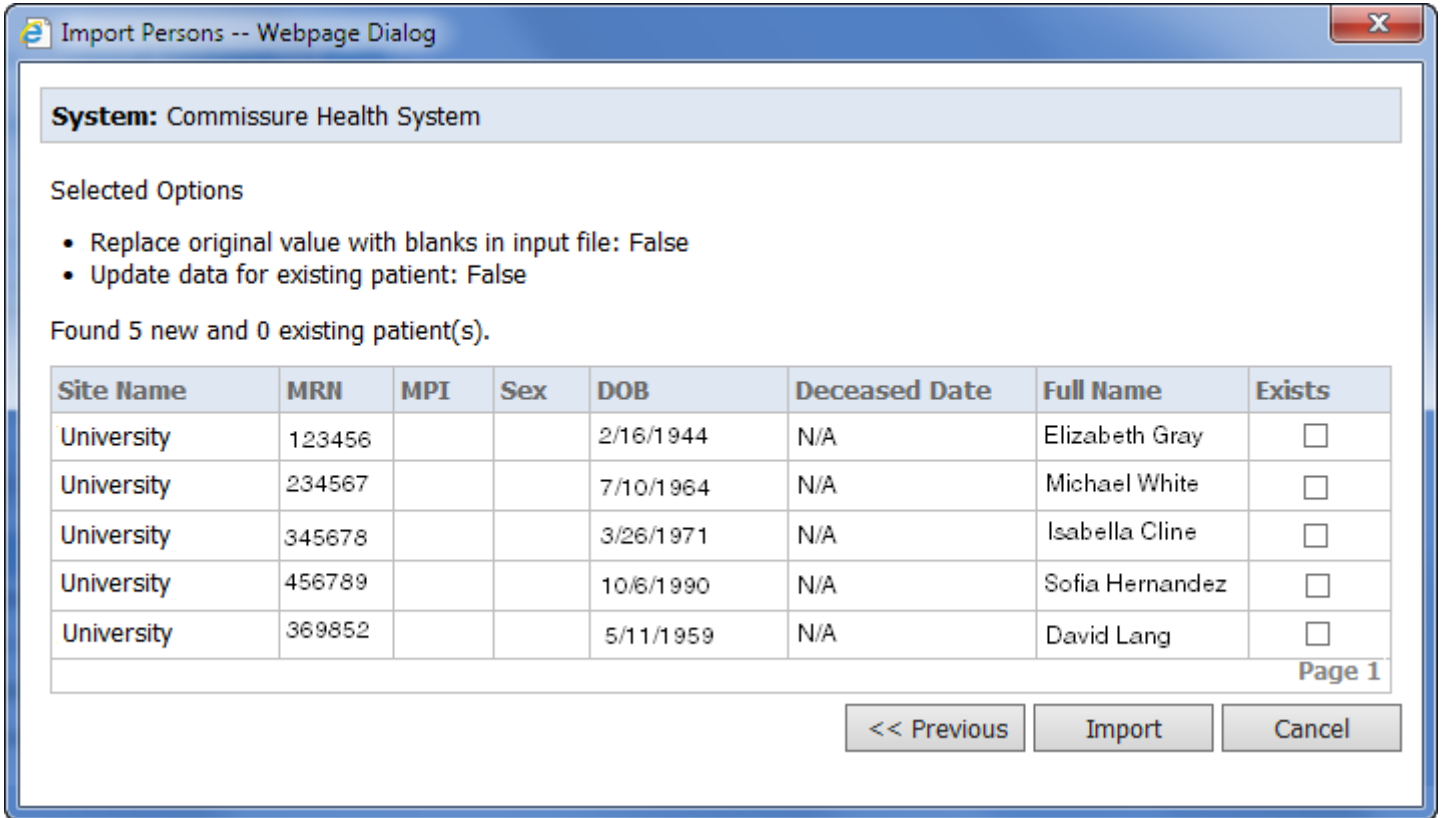 Import Persons -- Webpage Dialog
x
System: Commissure Health System
Selected Options
• Replace original value with blanks in input file: False
• Update data for existing patient: False
Found 5 new and 0 existing patient(s).
Site Name MRN MPI Sex DOB Deceased Date Full Name Exists
University 123456 2/16/1944 N/A Elizabeth Gray
University 234567 7/10/1964 N/A Michael White
University 345678 3/26/1971 N/A Isabella Cline
University 456789 10/6/1990 N/A Sofia Hernandez
University 369852 5/11/1959 N/A David Lang
Page 1
<< Previous Import Cancel